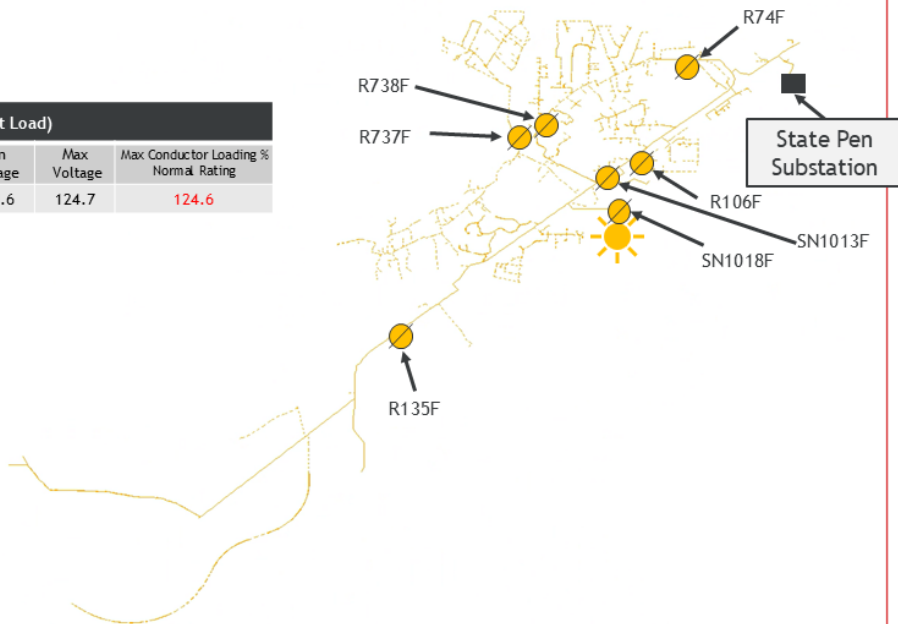 R74F
R738F
R737F
State Pen
Substation
t Load)
Max
Voltage
Max Conductor Loading %
Normal Rating
.6
124.7
124.6
R106F
SN1013F
SN1018F
R135F